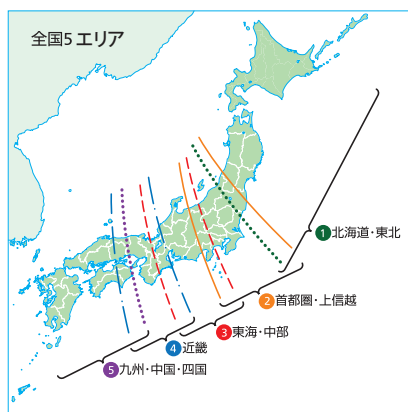 全国5エリア
1北海道・東北
2首都圏・上信越
3東海・中部
4近畿
5九州・中国・四国